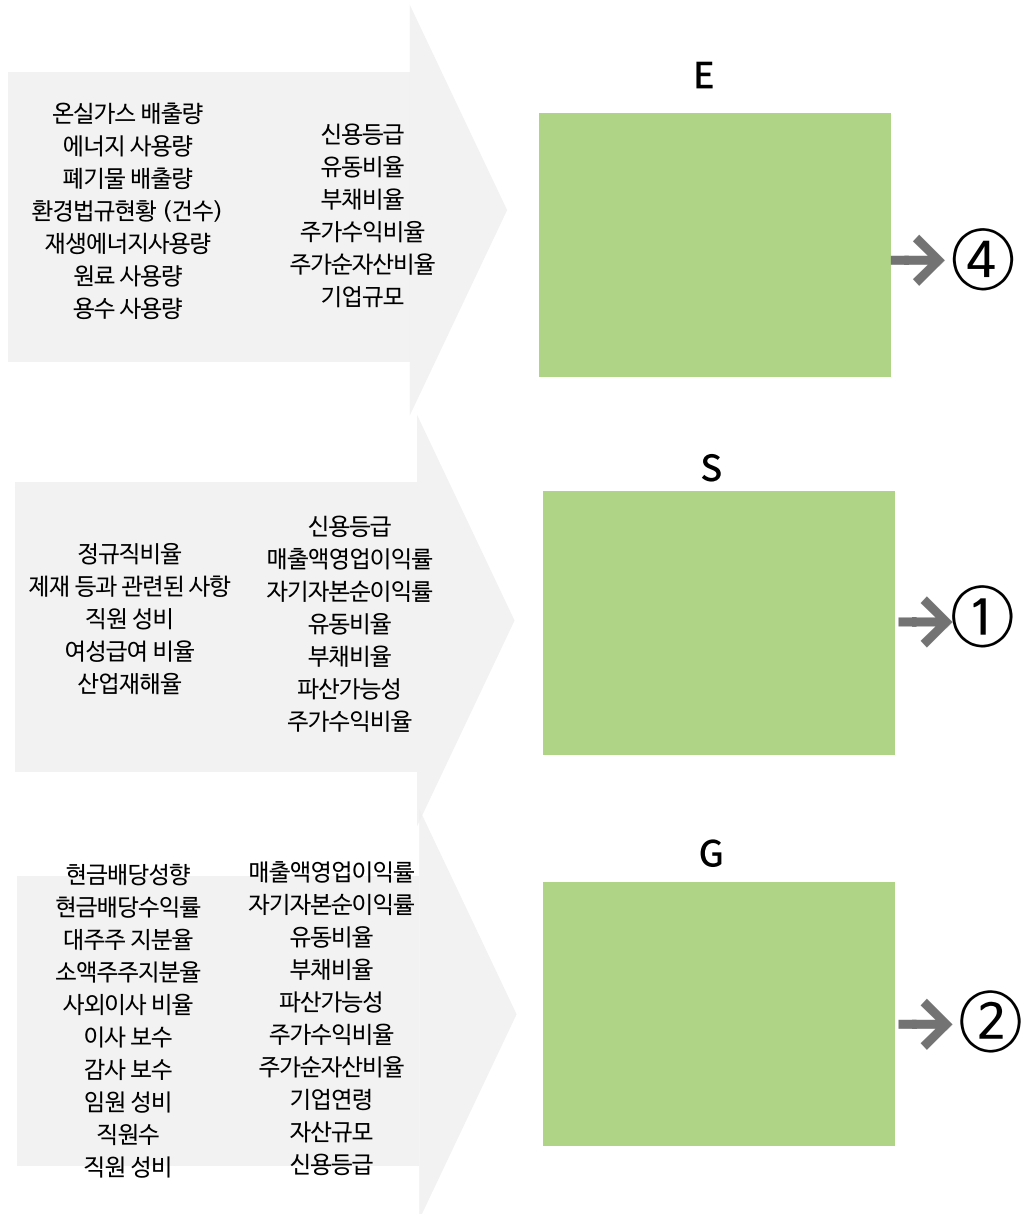 E
온실가스 배출량
에너지 사용량
폐기물 배출량
환경법규현황 (건수)
재생에너지사용량
원료 사용량
용수 사용량
신용등급
유동비율
부채비율
주가수익비율
주가순자산비율
기업규모
④
S
정규직비율
제재 등과 관련된 사항
직원 성비
여성급여 비율
산업재해율
신용등급
매출액영업이익률
자기자본순이익률
유동비율
부채비율
파산가능성
주가수익비율
①
G
현금배당성향
현금배당수익률
대주주 지분율
소액주주지분율
사외이사 비율
이사 보수
감사 보수
임원 성비
직원수
직원 성비
매출액영업이익률
자기자본순이익률
유동비율
부채비율
파산가능성
주가수익비율
주가순자산비율
기업연령
자산규모
신용등급
②